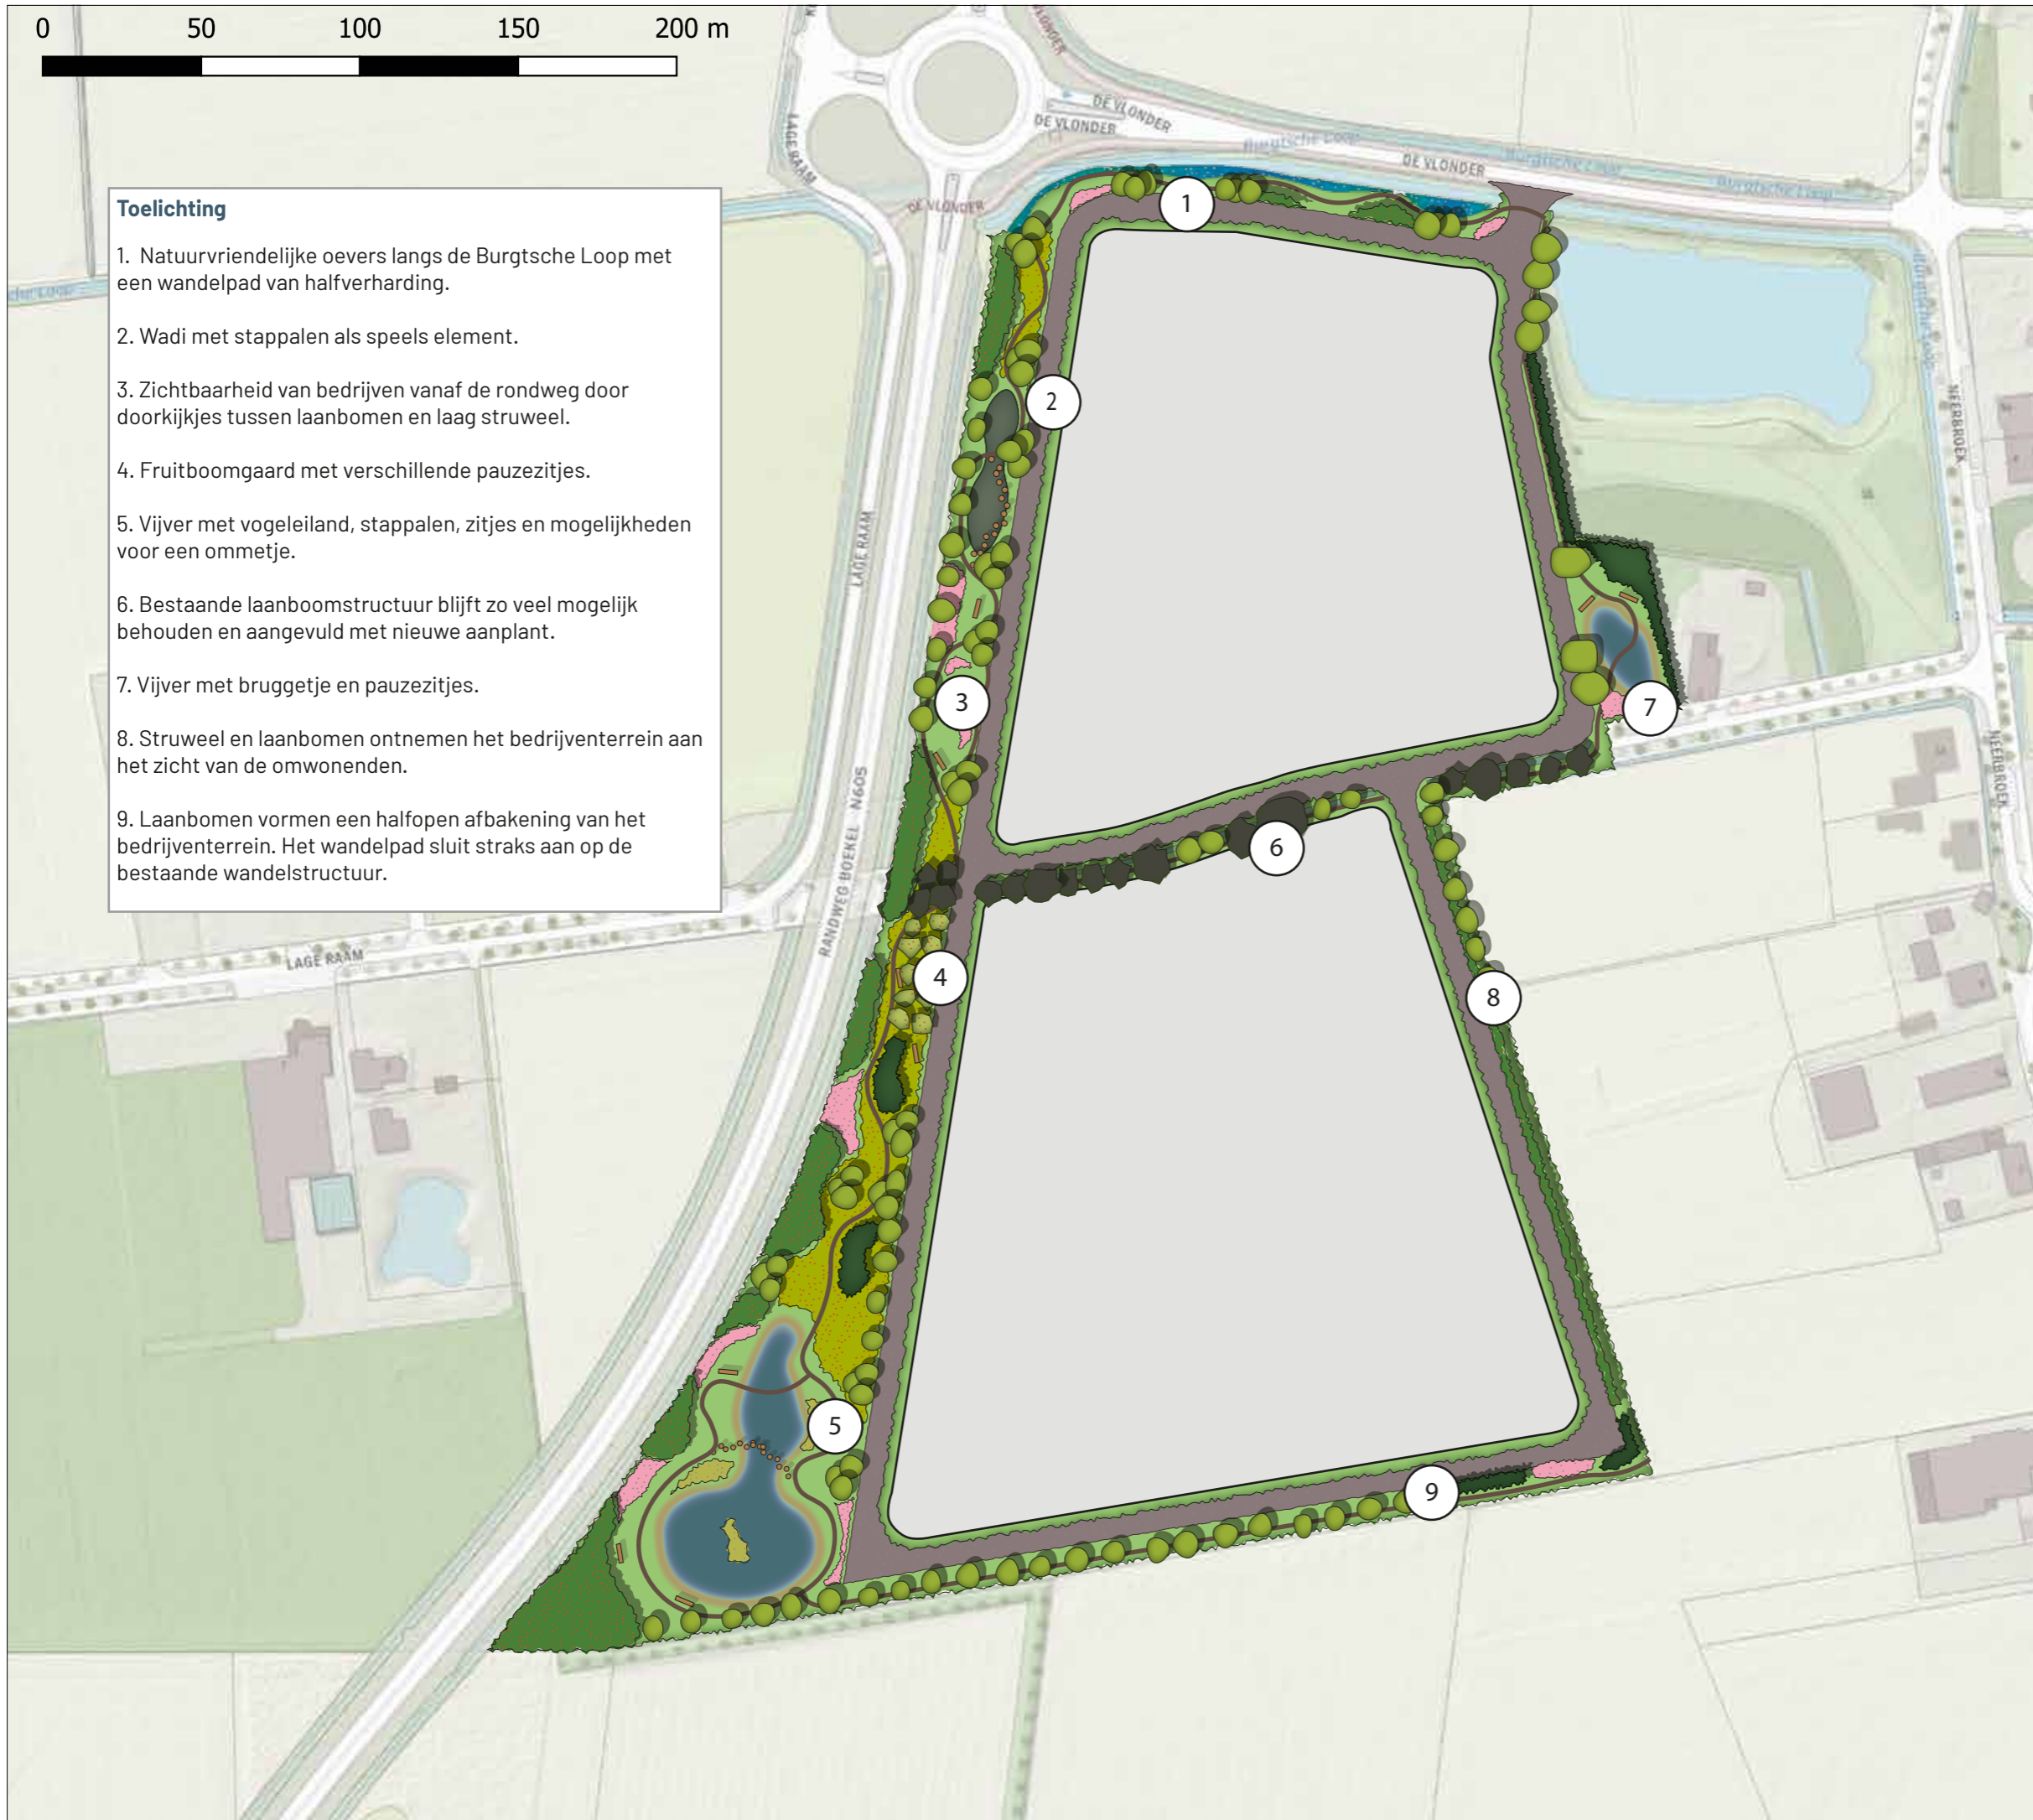 0 50 100 150 200 m
DE VLONDER
DE VLONDER
DE VLONDER
Burgtsche Loop
DE VLONDER
Burgtsche Loop
Burgtsche Loop
LAGE RAAM
DE VLONDER
Toelichting
1. Natuurvriendelijke oevers langs de Burgtsche Loop met
een wandelpad van halfverharding.
2. Wadi met stappalen als speels element.
3. Zichtbaarheid van bedrijven vanaf de rondweg door
doorkijkjes tussen laanbomen en laag struweel.
4. Fruitboomgaard met verschillende pauzezitjes.
5. Vijver met vogeleiland, stappalen, zitjes en mogelijkheden
voor een ommetje.
6. Bestaande laanboomstructuur blijft zo veel mogelijk
behouden en aangevuld met nieuwe aanplant.
7. Vijver met bruggetje en pauzezitjes.
8. Struweel en laanbomen ontnemen het bedrijventerrein aan
het zicht van de omwonenden.
9. Laanbomen vormen een halfopen afbakening van het
bedrijventerrein. Het wandelpad sluit straks aan op de
bestaande wandelstructuur.
1
2
3
4
5
6
7
8
9
LAGE RAAM
RANDWEG BOEKEL - N605
LAGE RAAM
NEERBROEK
NEERBROEK